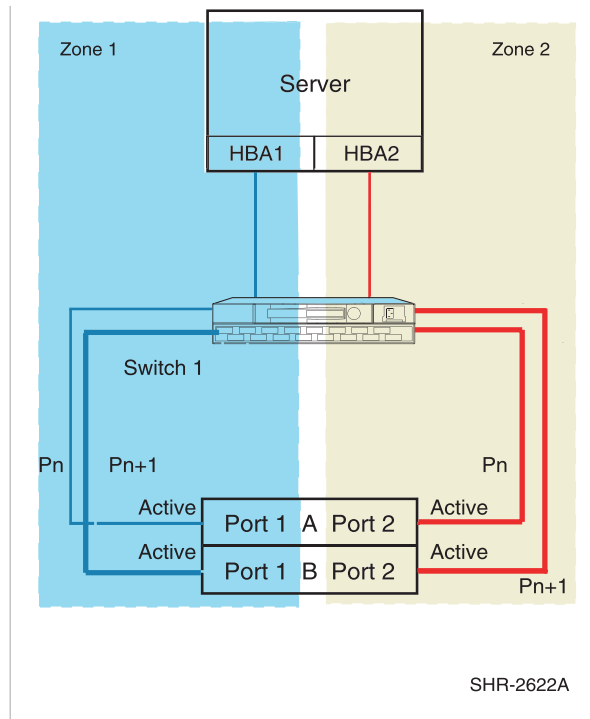 Zone 1
Zone 2
Server
HBA1
HBA2
Switch 1
Pn
Pn+1
Pn
Active
Port 1 A Port 2
Active
Active
Port 1 B Port 2
Active
Pn+1
SHR-2622A